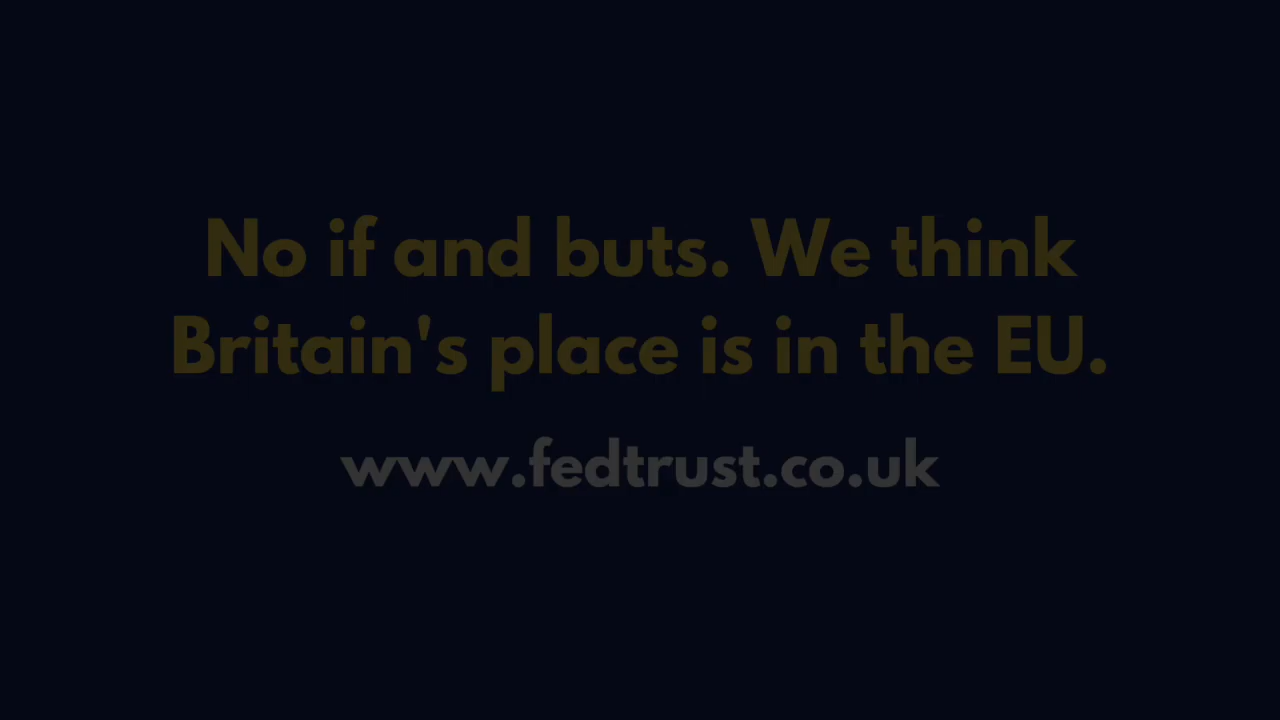 No if and buts. We think
Britain's place is in the EU.
www.fedtrust.co.uk